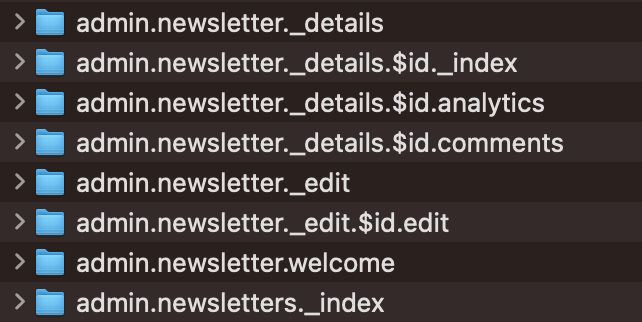 admin.newsletter._details
admin.newsletter._details.$id._index
admin.newsletter._details.$id.analytics
admin.newsletter._details.$id.comments
admin.newsletter._edit
admin.newsletter._edit.$id.edit
admin.newsletter.welcome
admin.newsletters._index